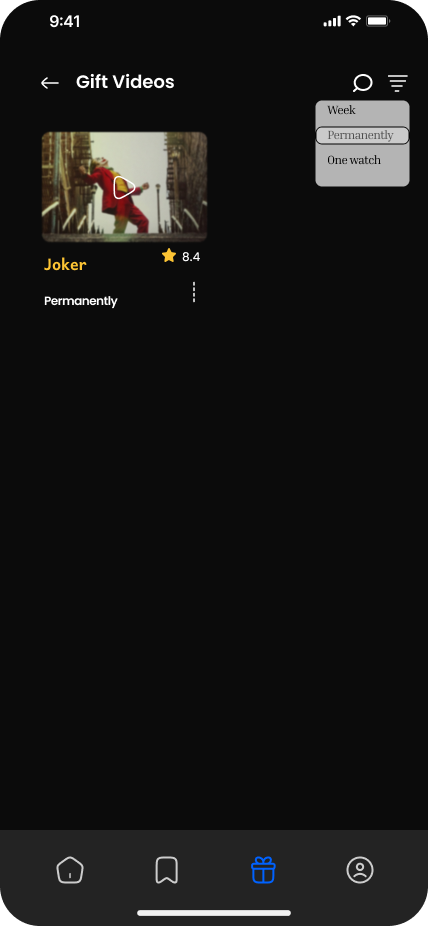 9:41
Gift Videos
Week
Permanently
One watch
Joker
8.4
Permanently